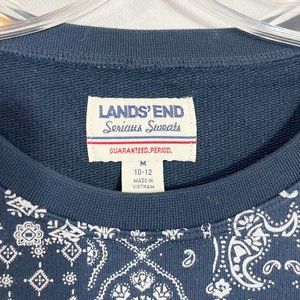 LANDS' END
Serious Sweats
GUARANTEED. PERIOD.
M
10-12
MADE IN
VIETNAM